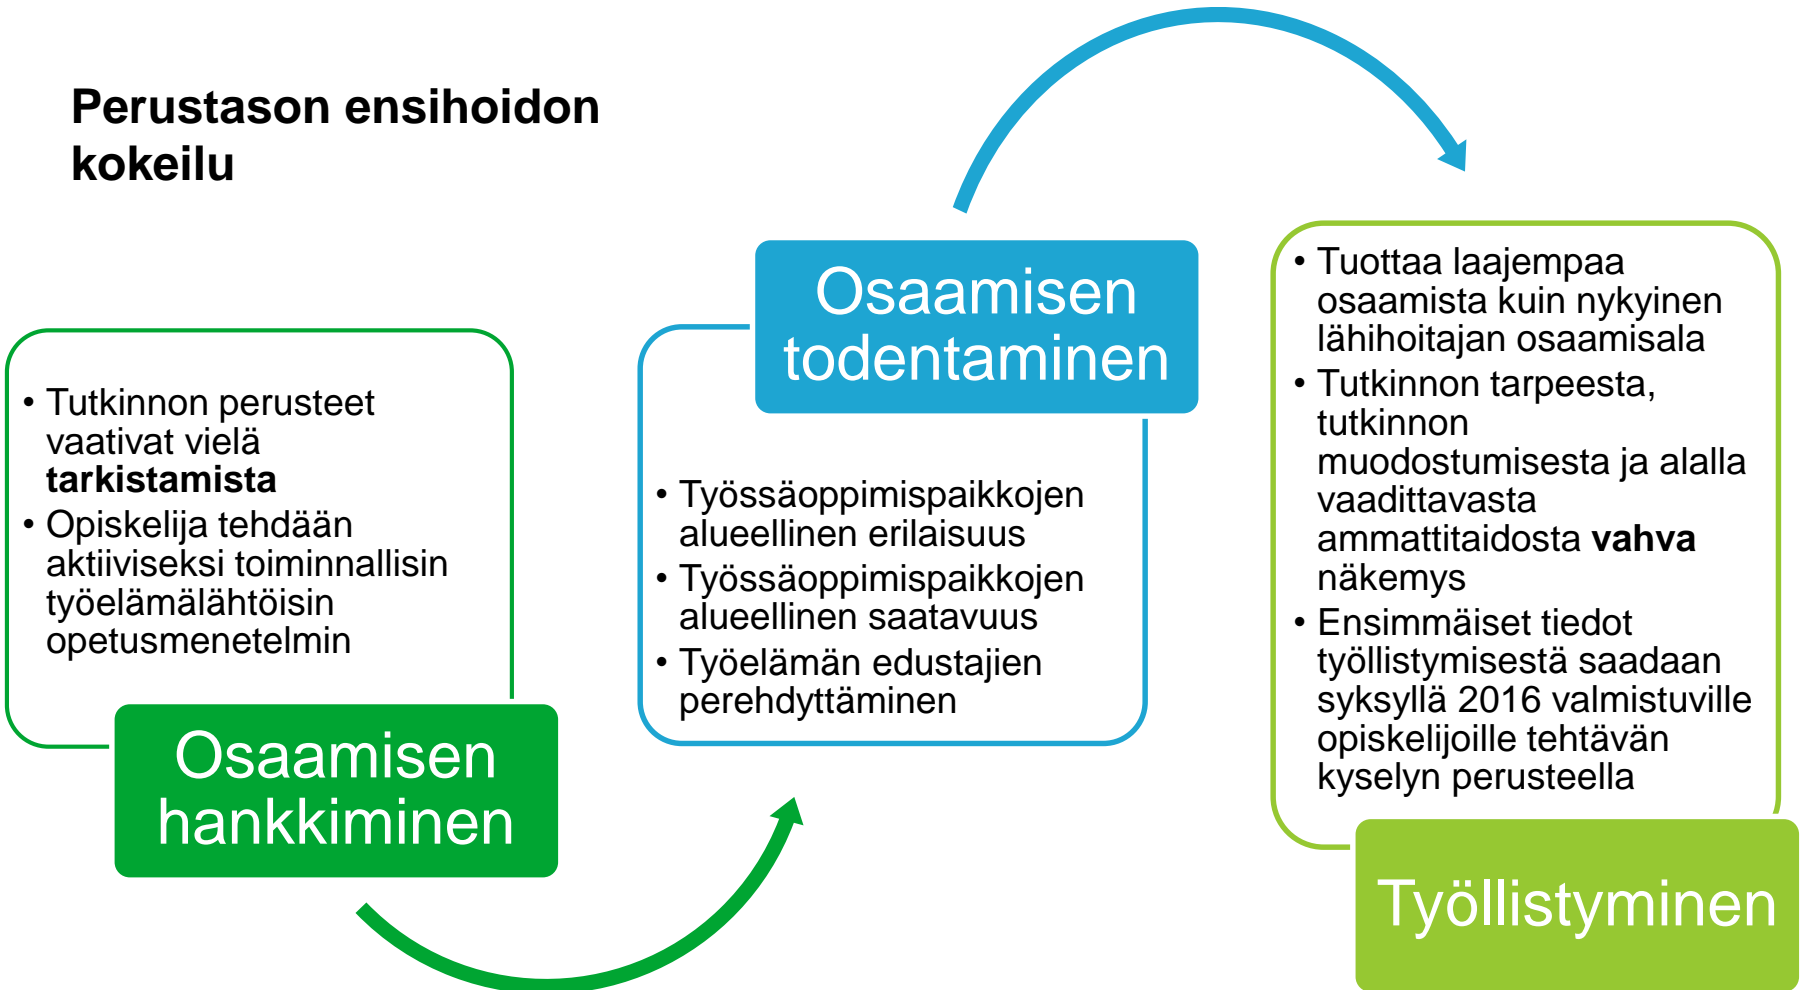 Perustason ensihoidon
kokeilu
• Tutkinnon perusteet
vaativat vielä
tarkistamista
• Opiskelija tehdään
aktiiviseksi toiminnallisin
työelämälähtöisin
opetusmenetelmin
Osaamisen
hankkiminen
Osaamisen
todentaminen
• Työssäoppimispaikkojen
alueellinen erilaisuus
• Työssäoppimispaikkojen
alueellinen saatavuus
• Työelämän edustajien
perehdyttäminen
• Tuottaa laajempaa
osaamista kuin nykyinen
lähihoitajan osaamisala
• Tutkinnon tarpeesta,
tutkinnon
muodostumisesta ja alalla
vaadittavasta
ammattitaidosta vahva
näkemys
• Ensimmäiset tiedot
työllistymisestä saadaan
syksyllä 2016 valmistuville
opiskelijoille tehtävän
kyselyn perusteella
Työllistyminen